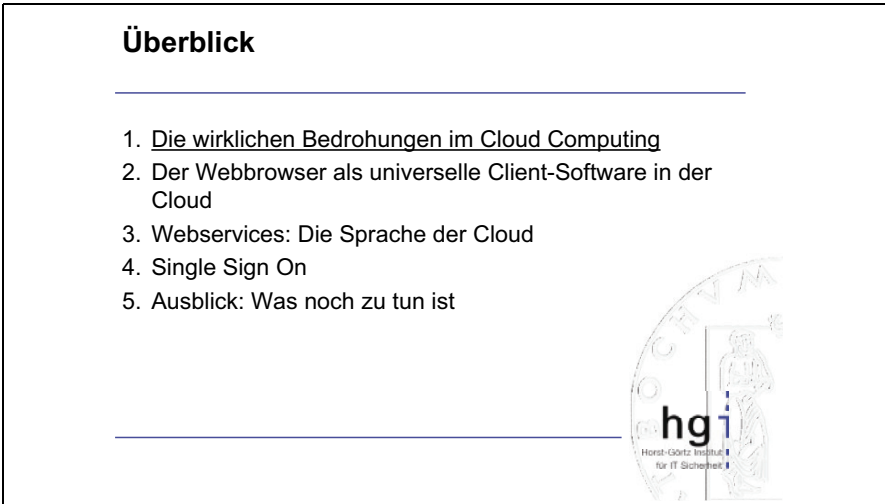 Überblick
1. Die wirklichen Bedrohungen im Cloud Computing
2. Der Webbrowser als universelle Client-Software in der
Cloud
3. Webservices: Die Sprache der Cloud
4. Single Sign On
5. Ausblick: Was noch zu tun ist
hgi
Horst-Görtz Institut
für IT Sicherheit